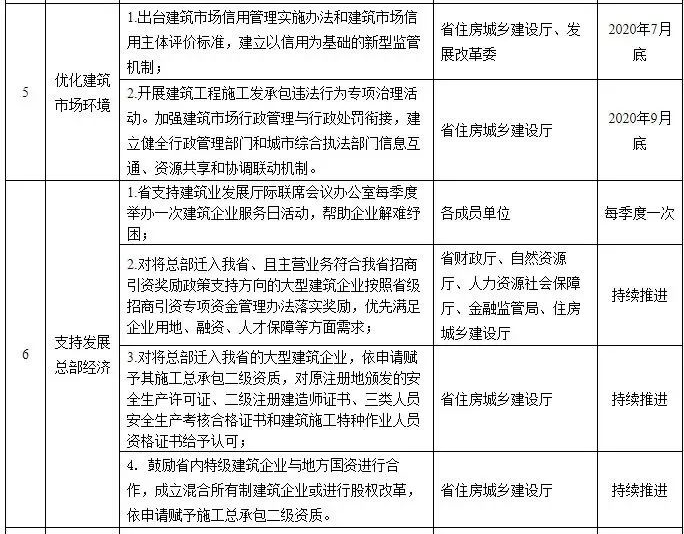 5
优化建筑
市场环境
1.出台建筑市场信用管理实施办法和建筑市场信
用主体评价标准，建立以信用为基础的新型监管
机制；
省住房城乡建设厅、发
展改革委
2020年7月
底
2.开展建筑工程施工发承包违法行为专项治理活
动。加强建筑市场行政管理与行政处罚衔接，建
立健全行政管理部门和城市综合执法部门信息互
通、资源共享和协调联动机制。
省住房城乡建设厅
2020年9月
底
6
支持发展
总部经济
1.省支持建筑业发展厅际联席会议办公室每季度
举办一次建筑企业服务日活动，帮助企业解难纾
困；
各成员单位
每季度一次
2.对将总部迁入我省、且主营业务符合我省招商
引资奖励政策支持方向的大型建筑企业按照省级
招商引资专项资金管理办法落实奖励，优先满足
企业用地、融资、人才保障等方面需求；
省财政厅、自然资源
厅、人力资源社会保障
厅、金融监管局、住房
城乡建设厅
持续推进
3.对将总部迁入我省的大型建筑企业，依申请赋
予其施工总承包二级资质，对原注册地颁发的安
全生产许可证、二级注册建造师证书、三类人员
安全生产考核合格证书和建筑施工特种作业人员
资格证书给予认可；
省住房城乡建设厅
持续推进
4．鼓励省内特级建筑企业与地方国资进行合
作，成立混合所有制建筑企业或进行股权改革，
依申请赋予施工总承包二级资质。
省住房城乡建设厅
持续推进